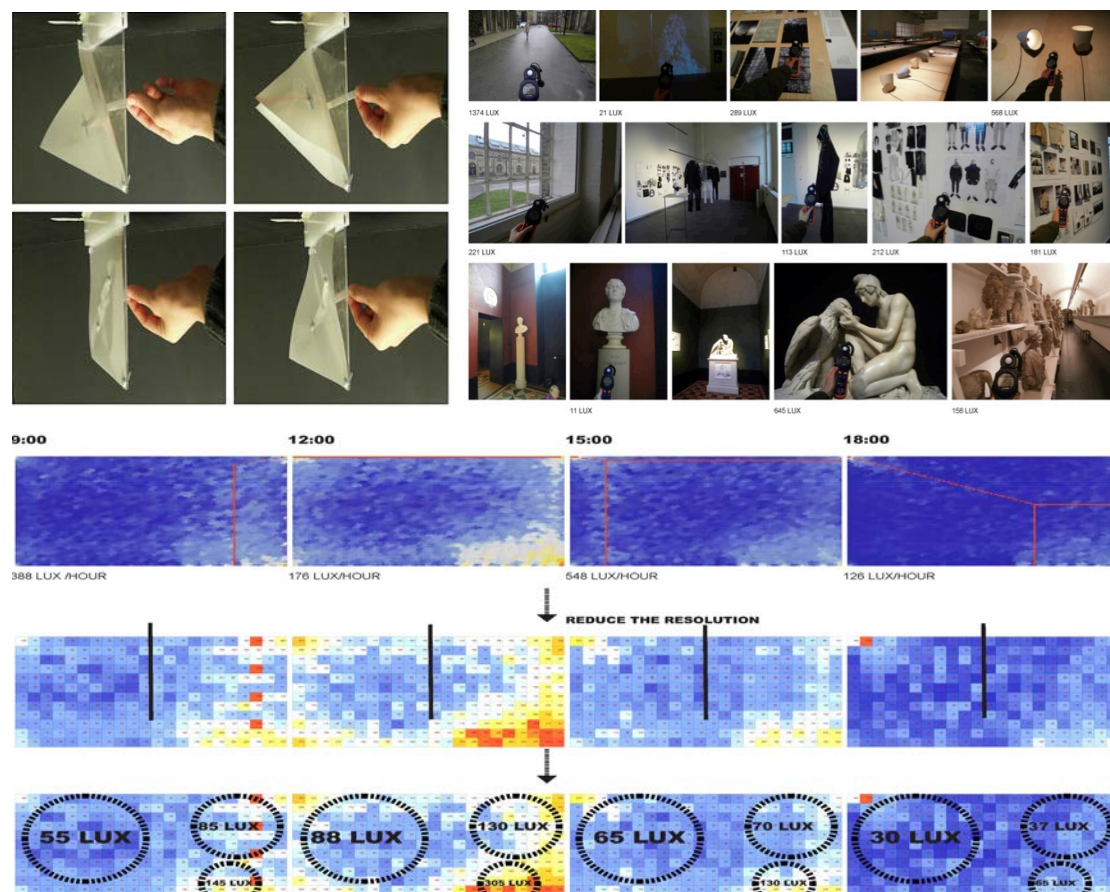 1374 LUX 21 LUX 289 LUX 568 LUX
221 LUX 113 LUX 212 LUX 181 LUX
11 LUX 645 LUX 158 LUX
9:00 12:00 15:00 18:00
388 LUX /HOUR 176 LUX/HOUR 548 LUX/HOUR 126 LUX/HOUR
REDUCE THE RESOLUTION
55 LUX 85 LUX 88 LUX 130 LUX 65 LUX 70 LUX 30 LUX 37 LUX
145 LUX 305 LUX 130 LUX LUX